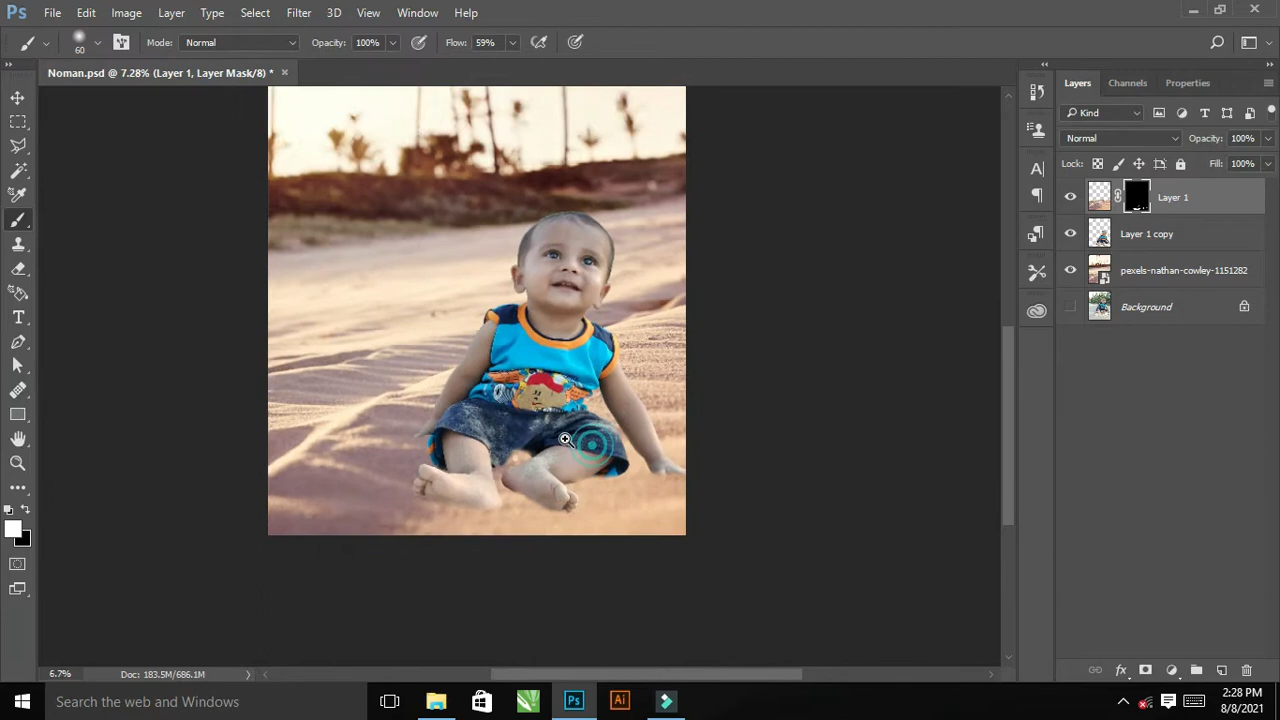 Ps File Edit Image Layer Type Select Filter 3D View Window Help
60 Mode: Normal Opacity: 100% Flow: 59%
Noman.psd @ 7.28% (Layer 1, Layer Mask/8) *
Layers Channels Properties
Kind
Normal Opacity: 100%
Lock: Fill: 100%
Layer 1
Layer 1 copy
pexels-nathan-cowley-1151282
Background
6.7% Doc: 183.5M/686.1M
Search the web and Windows
Ps Ai
2:28 PM
8/8/2021